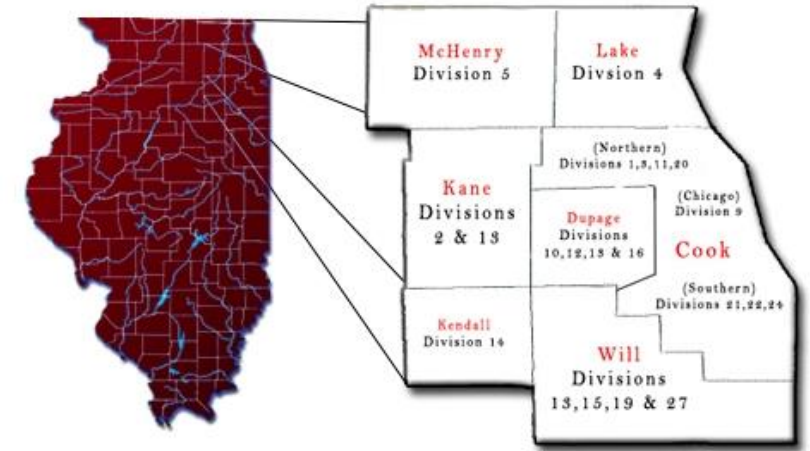 McHenry
Division 5
Lake
Divsion 4
(Northern)
Divisions 1,3,11,20
Kane
Divisions
2 & 13
Dupage
Divisions
10,12,13 & 16
(Chicago)
Division 9
Cook
(Southern)
Divisions 21,22,24
Kendall
Division 14
Will
Divisions
13,15,19 & 27